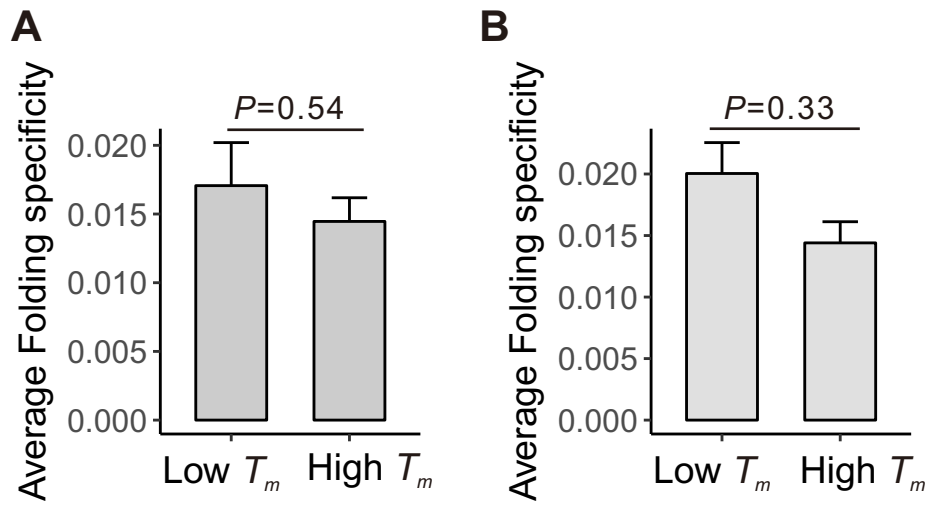 A
Average Folding specificity
P=0.54
0.020
0.015
0.010
0.005
0.000
Low Tm
High Tm
B
Average Folding specificity
P=0.33
0.020
0.015
0.010
0.005
0.000
Low Tm
High Tm